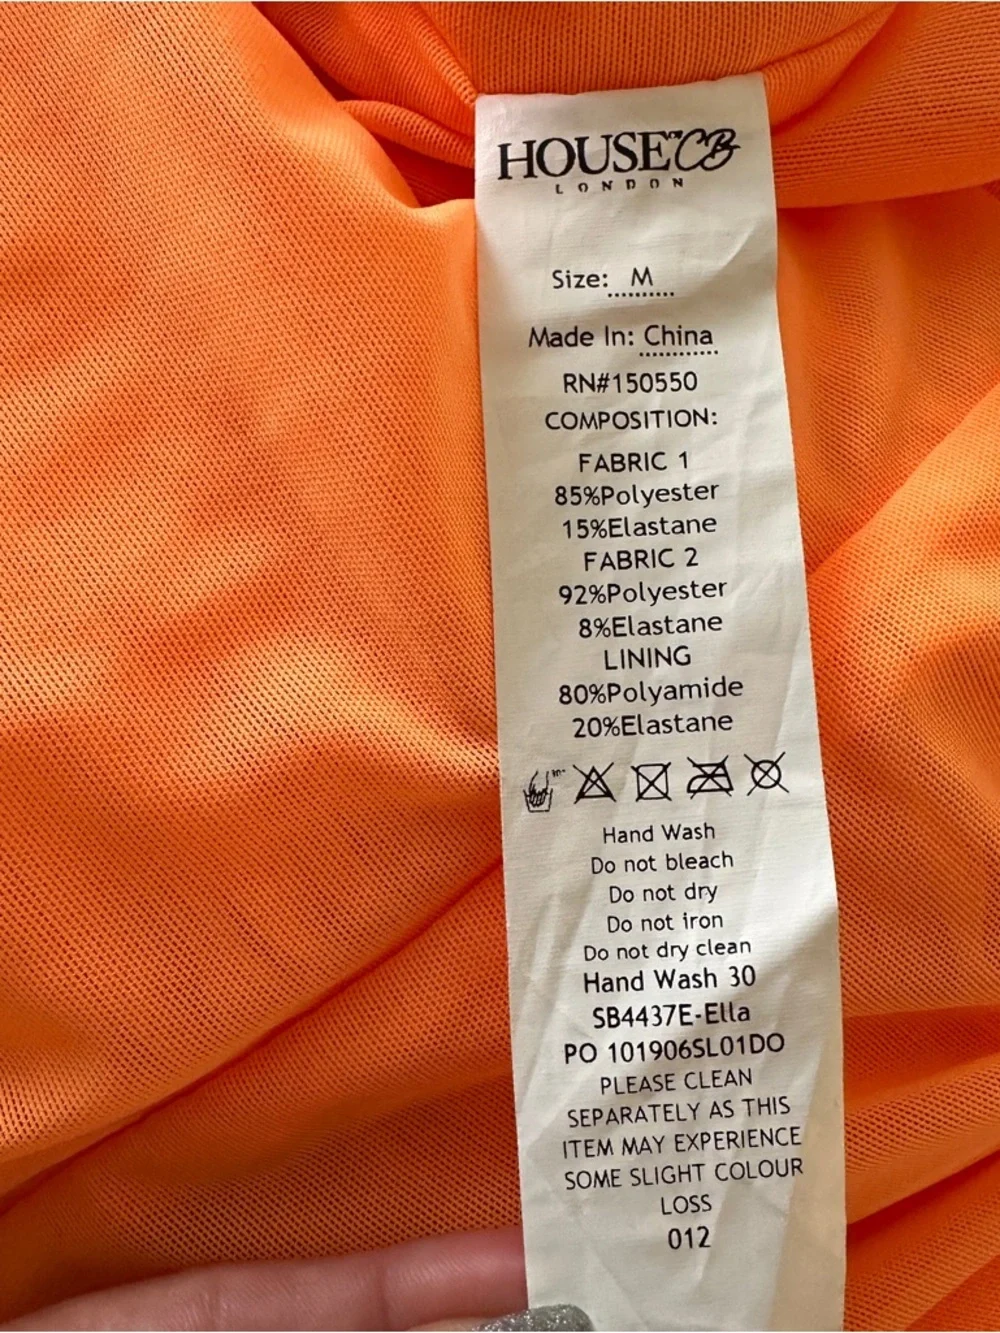 HOUSE™CB
LONDON
Size: M
Made In: China
RN#150550
COMPOSITION:
FABRIC 1
85%Polyester
15%Elastane
FABRIC 2
92%Polyester
8%Elastane
LINING
80%Polyamide
20%Elastane
Hand Wash
Do not bleach
Do not dry
Do not iron
Do not dry clean
Hand Wash 30
SB4437E-Ella
PO 101906SL01DO
PLEASE CLEAN
SEPARATELY AS THIS
ITEM MAY EXPERIENCE
SOME SLIGHT COLOUR
LOSS
012